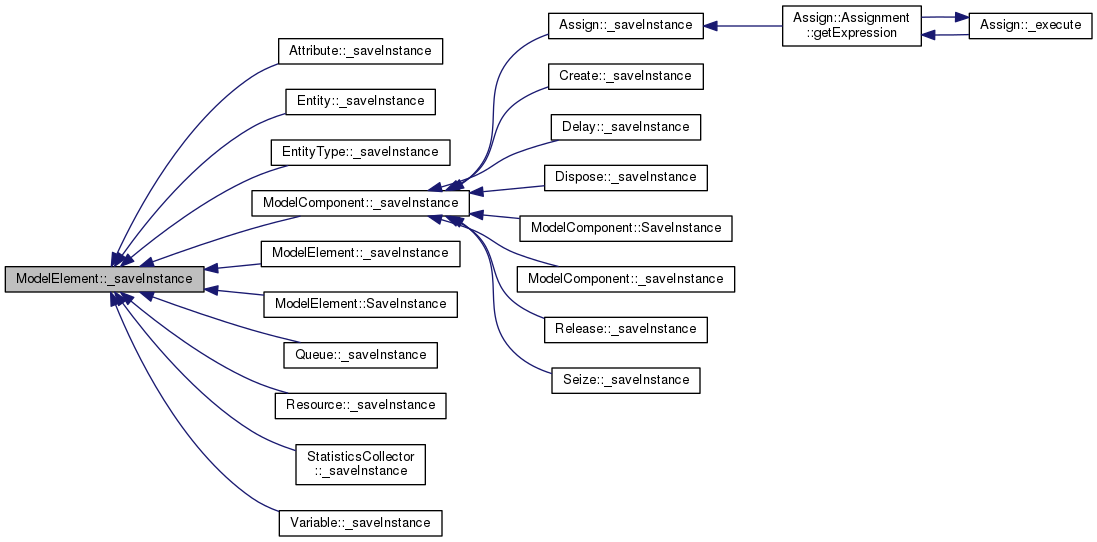 ModelElement::_saveInstance
Attribute::_saveInstance
Entity::_saveInstance
EntityType::_saveInstance
ModelComponent::_saveInstance
ModelElement::_saveInstance
ModelElement::SaveInstance
Queue::_saveInstance
Resource::_saveInstance
StatisticsCollector
::_saveInstance
Variable::_saveInstance
Assign::_saveInstance
Create::_saveInstance
Delay::_saveInstance
Dispose::_saveInstance
ModelComponent::SaveInstance
ModelComponent::_saveInstance
Release::_saveInstance
Seize::_saveInstance
Assign::Assignment
::getExpression
Assign::_execute